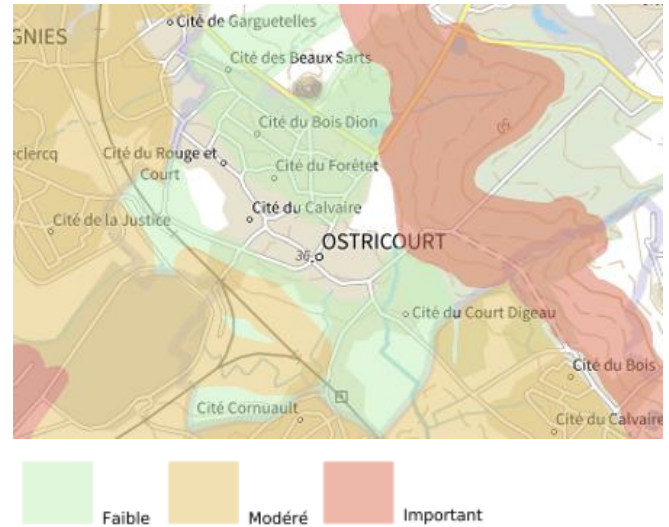 Cité de Garguetelles
GNIES
Cité des Beaux Sarts
Cité du Bois Dion
eclercq
Cité du Rouge et
Court
Cité du Forêtet
Cité de la Justice
Cité du Calvaire
OSTRICOURT
36
50
Cité du Court Digeau
Cité du Bois
Cité Cornuault
Cité du Calvaire
Faible
Modéré
Important